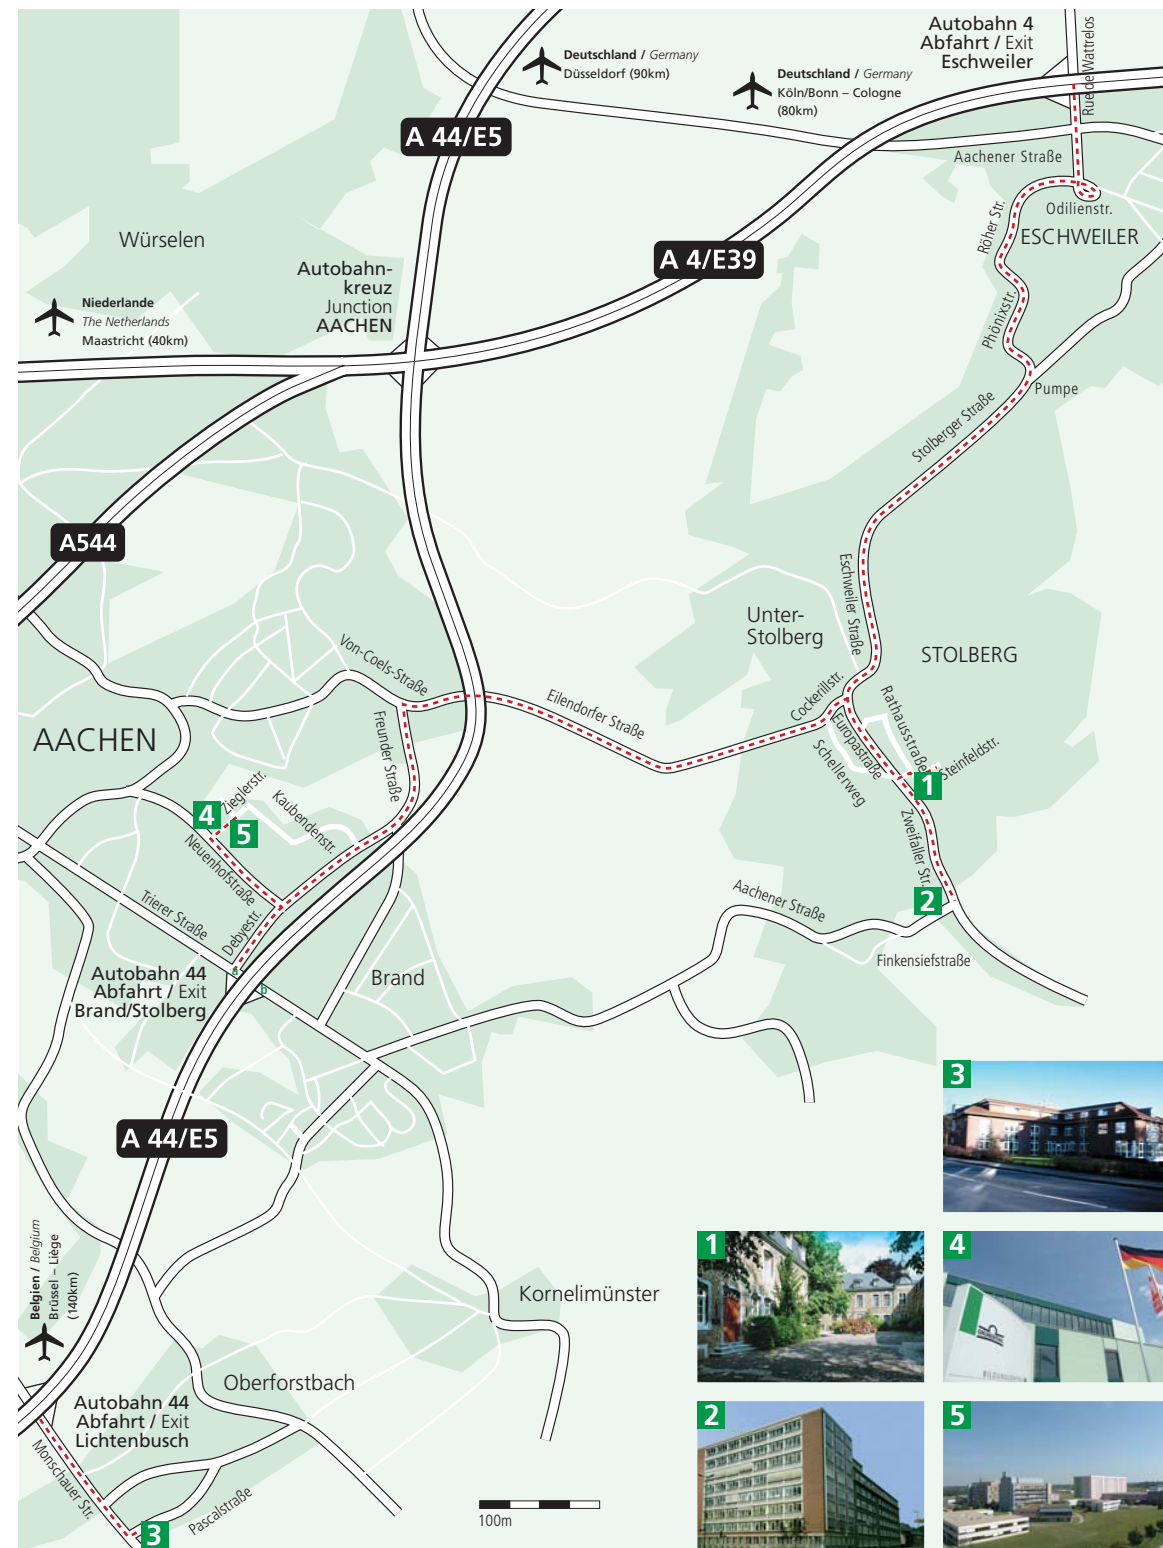 Autobahn 4
Abfahrt / Exit
Eschweiler
Rue de Wattrelos
Deutschland / Germany
Düsseldorf (90km)
Deutschland / Germany
Köln/Bonn – Cologne
(80km)
A 44/E5
Aachener Straße
Odilienstr.
Röher Str.
ESCHWEILER
Würselen
A 4/E39
Autobahn-
kreuz
Junction
AACHEN
Niederlande
The Netherlands
Maastricht (40km)
Phönixstr.
Pumpe
Stolberger Straße
A544
Eschweiler Straße
Unter-
Stolberg
STOLBERG
Von-Coels-Straße
Eilendorfer Straße
Cockerillstr.
Rathausstraße
Europastraße
Schellerweg
Steinfeldstr.
AACHEN
Freunder Straße
Zieglerstr.
Kaubendenstr.
1
4
5
Neuenhofstraße
Zweifaller Str.
Trierer Straße
Debyestr.
2
Aachener Straße
Finkensiefstraße
a
b
Autobahn 44
Abfahrt / Exit
Brand/Stolberg
Brand
3
A 44/E5
1
4
Belgien / Belgium
Brüssel – Liège
(140km)
Kornelimünster
Oberforstbach
Autobahn 44
Abfahrt / Exit
Lichtenbusch
2
5
Monschauer Str.
Pascalstraße
3
100m